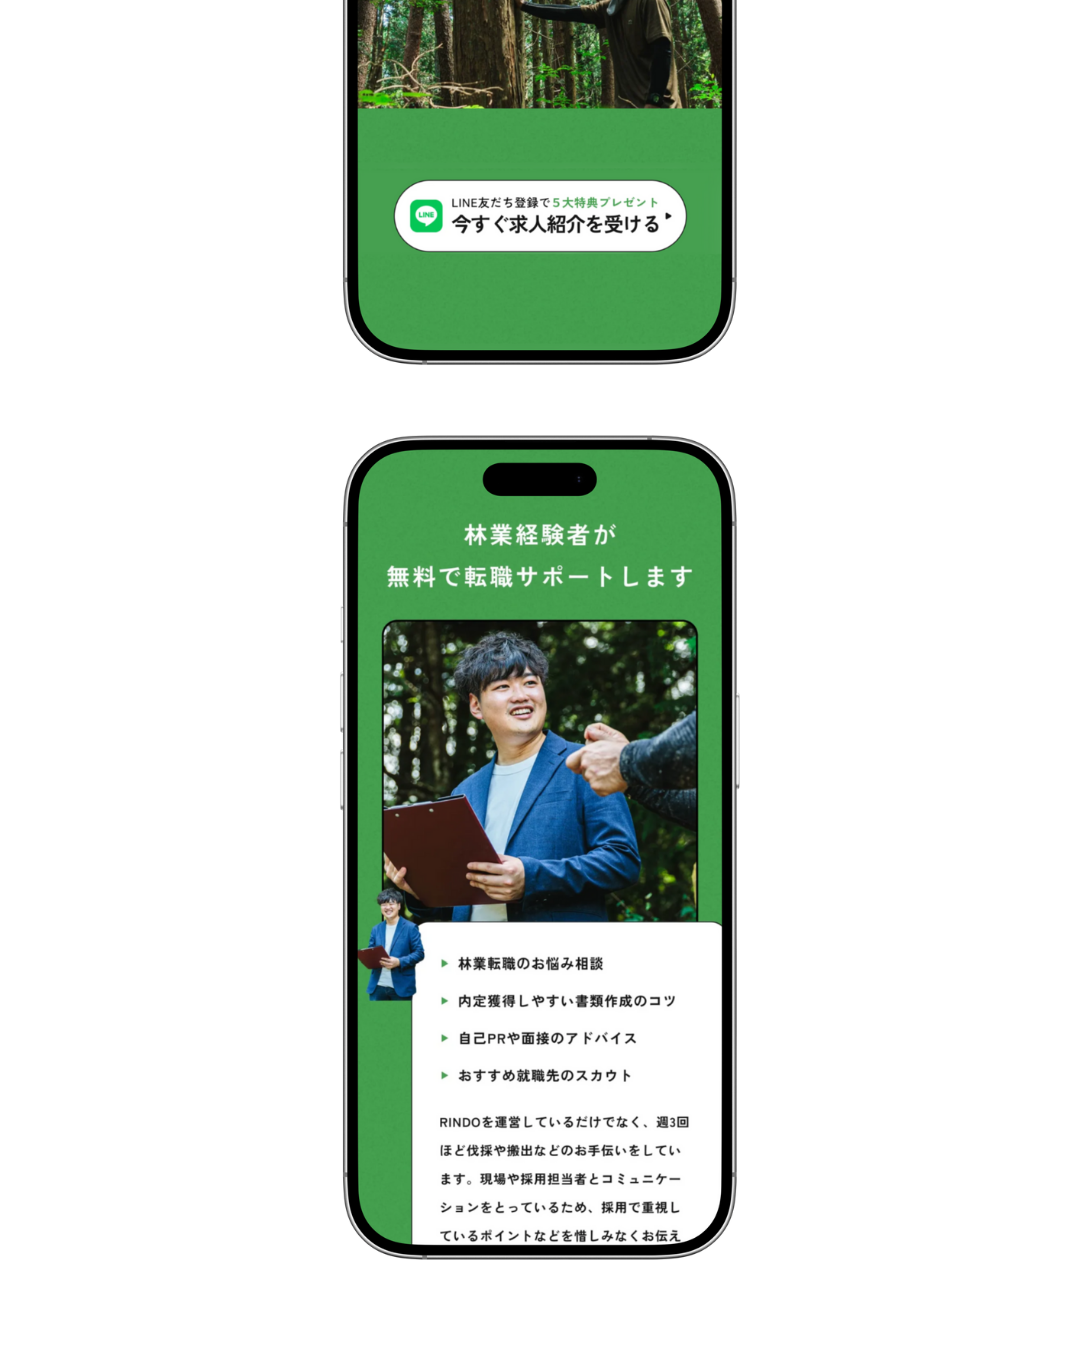 LINE友だち登録で5大特典プレゼント
LINE
今すぐ求人紹介を受ける
林業経験者が
無料で転職サポートします
林業転職のお悩み相談
内定獲得しやすい書類作成のコツ
自己PRや面接のアドバイス
おすすめ就職先のスカウト
RINDOを運営しているだけでなく、週3回
ほど伐採や搬出などのお手伝いをしてい
ます。現場や採用担当者とコミュニケー
ションをとっているため、採用で重視し
ているポイントなどを惜しみなくお伝え